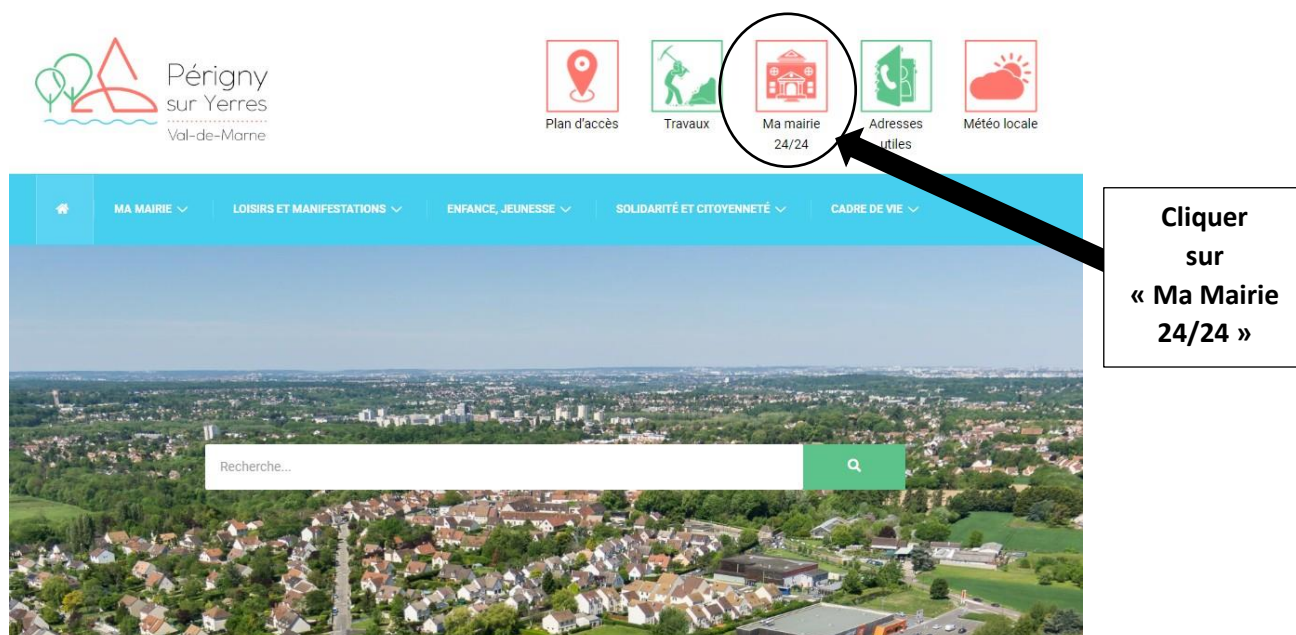 Périgny
sur Yerres
Val-de-Marne
Plan d'accès
Travaux
Ma mairie
24/24
Adresses
utiles
Météo locale
MA MAIRIE
LOISIRS ET MANIFESTATIONS
ENFANCE, JEUNESSE
SOLIDARITÉ ET CITOYENNETÉ
CADRE DE VIE
Cliquer
sur
« Ma Mairie
24/24 »
Recherche...